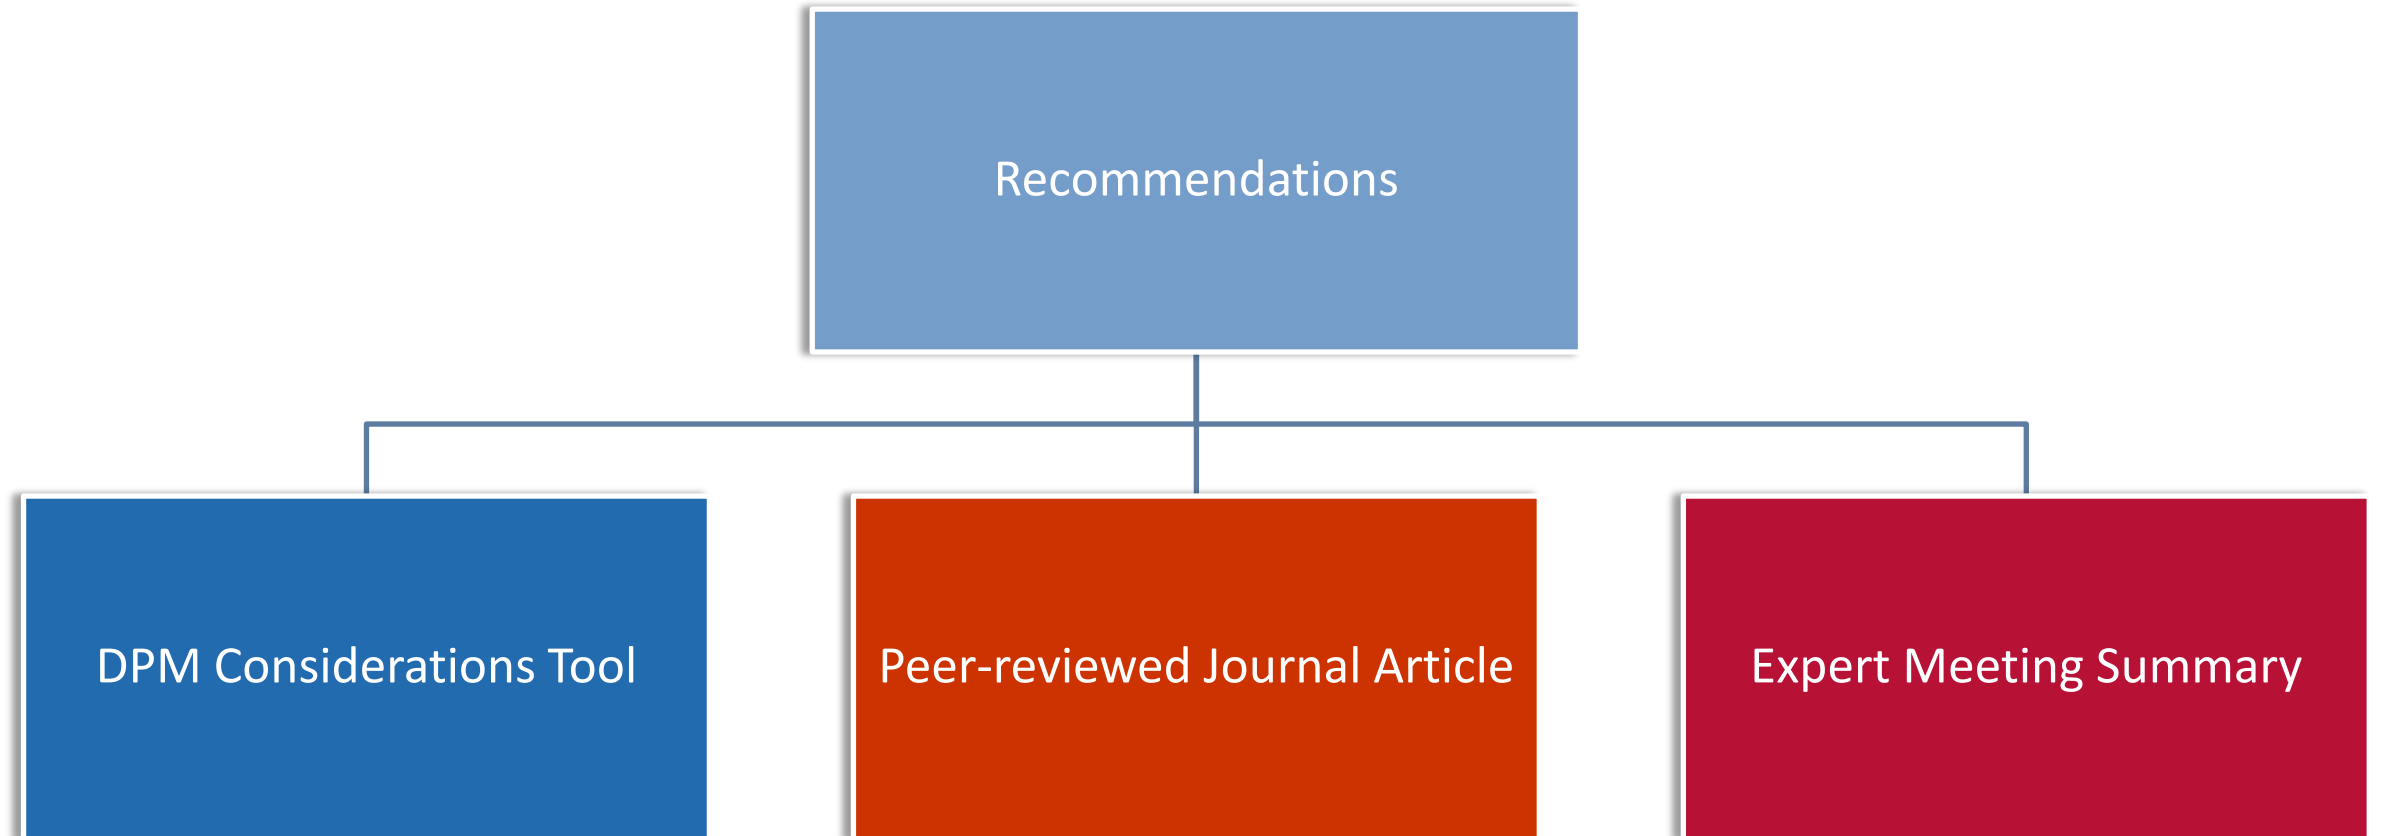 Recommendations
DPM Considerations Tool
Peer-reviewed Journal Article
Expert Meeting Summary